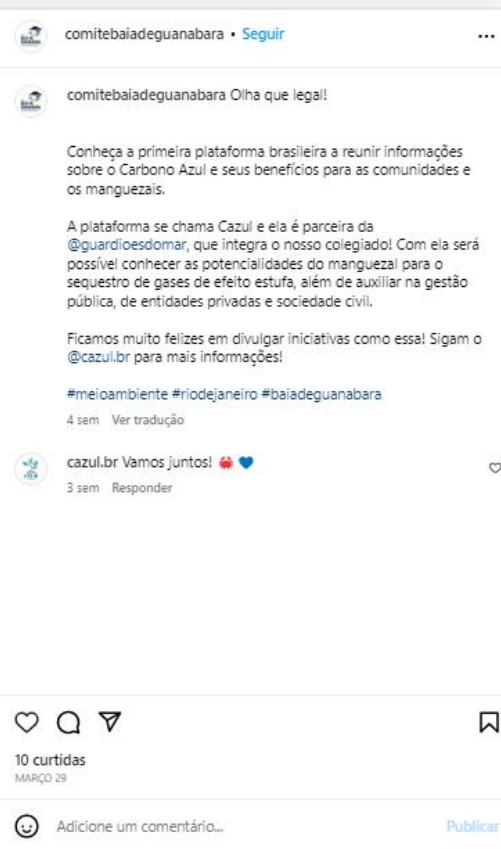 comitebaiadeguanabara • Seguir
comitebaiadeguanabara Olha que legal!
Conheça a primeira plataforma brasileira a reunir informações
sobre o Carbono Azul e seus benefícios para as comunidades e
os manguezais.
A plataforma se chama Cazul e ela é parceira da
@guardioesdomar, que integra o nosso colegiado! Com ela será
possível conhecer as potencialidades do manguezal para o
sequestro de gases de efeito estufa, além de auxiliar na gestão
pública, de entidades privadas e sociedade civil.
Ficamos muito felizes em divulgar iniciativas como essa! Sigam o
@cazul.br para mais informações!
#meioambiente #riodejaneiro #baiadeguanabara
4 sem Ver tradução
cazul.br Vamos juntos! 🦀 💙
3 sem Responder
10 curtidas
MARÇO 29
Adicione um comentário... Publicar